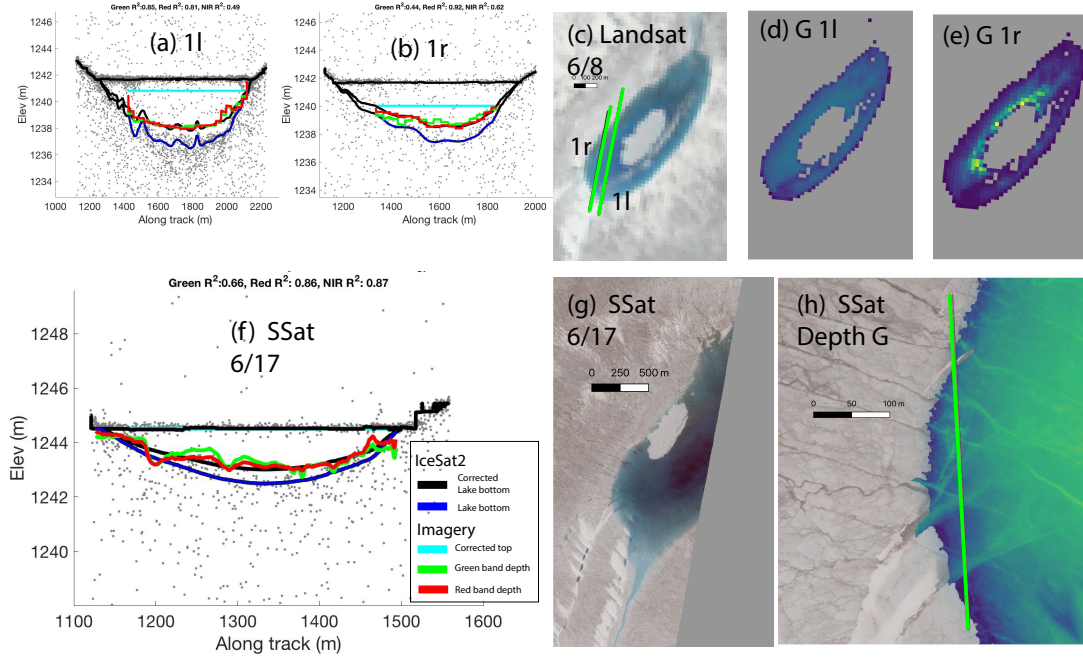 Green R²:0.85, Red R²: 0.81, NIR R²: 0.49
(a) 1l
Elev (m)
1246
1244
1242
1240
1238
1236
1234
1000 1200 1400 1600 1800 2000 2200
Along track (m)
Green R²:0.44, Red R²: 0.92, NIR R²: 0.62
(b) 1r
1246
1244
1242
1240
1238
1236
1234
1200 1400 1600 1800 2000
Along track (m)
(c) Landsat
6/8
0 100 200 m
1r
1l
(d) G 1l
(e) G 1r
Green R²:0.66, Red R²: 0.86, NIR R²: 0.87
(f) SSat
6/17
Elev (m)
1248
1246
1244
1242
1240
1100 1200 1300 1400 1500 1600
Along track (m)
IceSat2
Corrected
Lake bottom
Lake bottom
Imagery
Corrected top
Green band depth
Red band depth
(g) SSat
6/17
0 250 500 m
(h) SSat
Depth G
0 50 100 m